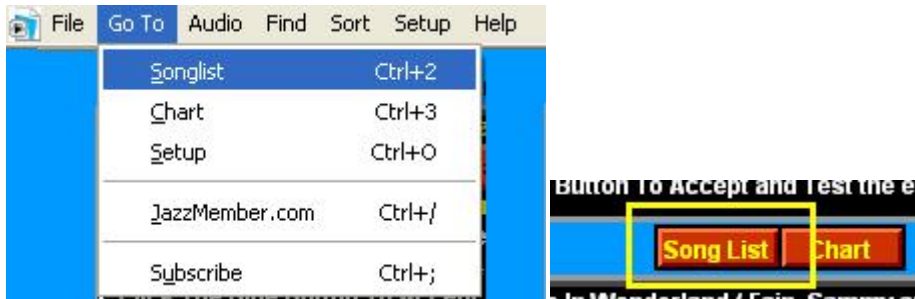 File Go To Audio Find Sort Setup Help
Songlist Ctrl+2
Chart Ctrl+3
Setup Ctrl+O
JazzMember.com Ctrl+/
Subscribe Ctrl+;
Button To Accept and Test the e
Song List Chart